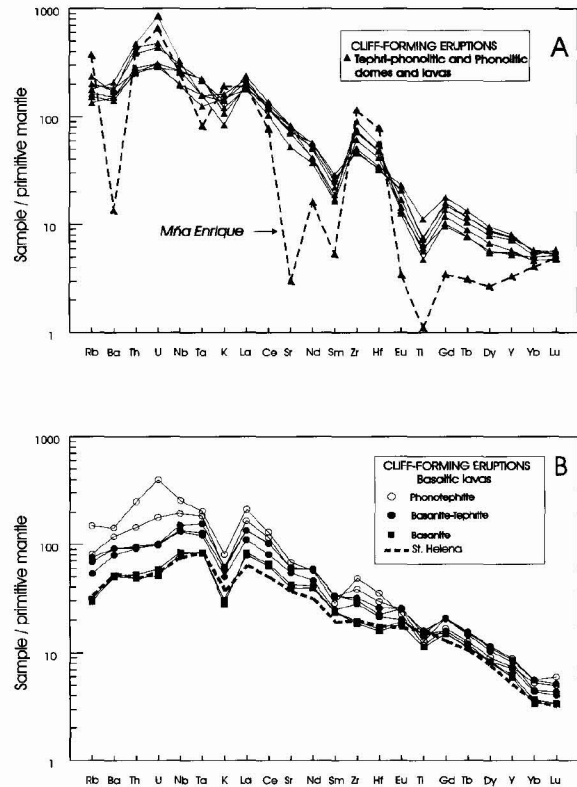 1000
A
CLIFF-FORMING ERUPTIONS
▲ Tephri-phonolitic and Phonolitic
domes and lavas
100
Sample / primitive mantle
10
Mña Enrique →
1
Rb Ba Th U Nb Ta K La Ce Sr Nd Sm Zr Hf Eu Ti Gd Tb Dy Y Yb Lu
1000
B
CLIFF-FORMING ERUPTIONS
Basaltic lavas
○ Phonotephrite
● Basanite-Tephrite
■ Basanite
St. Helena
100
Sample / primitive mantle
10
1
Rb Ba Th U Nb Ta K La Ce Sr Nd Sm Zr Hf Eu Ti Gd Tb Dy Y Yb Lu